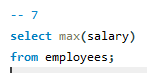 -- 7
select max(salary)
from employees;